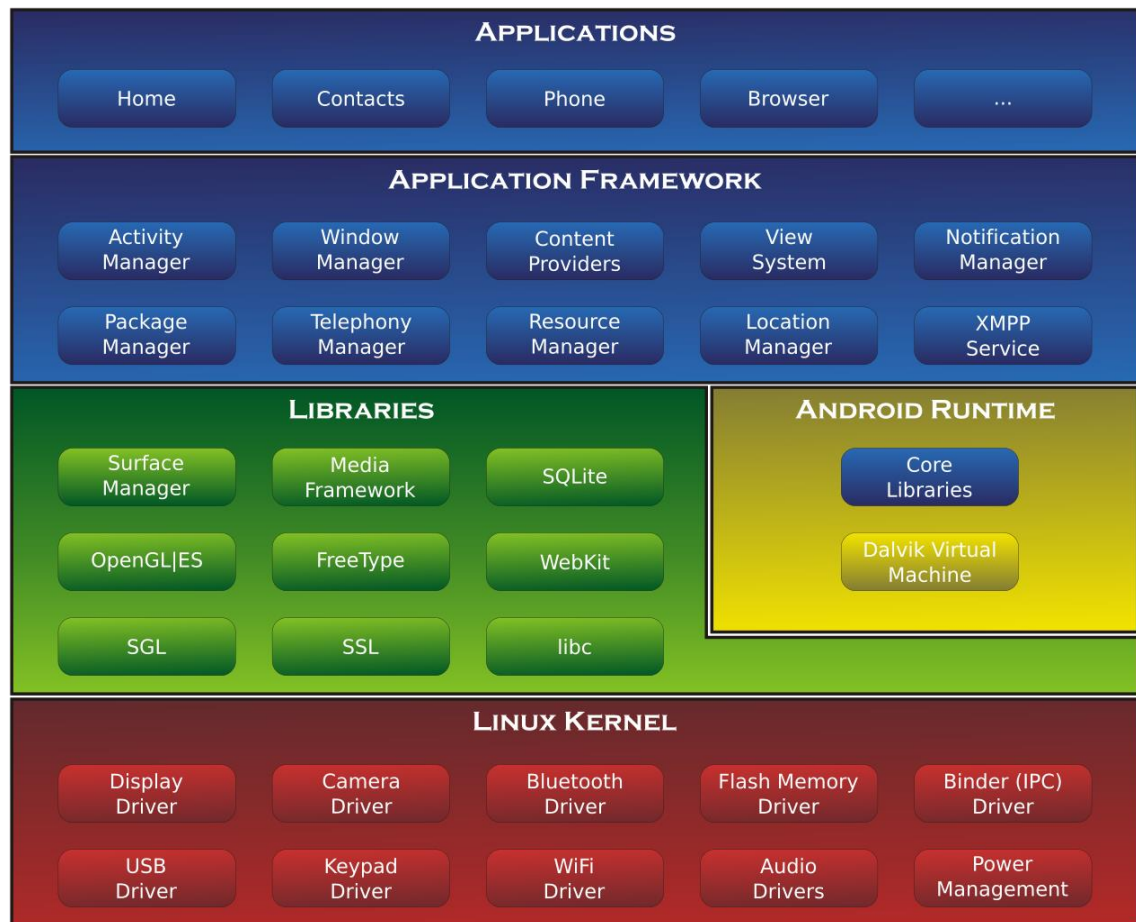 APPLICATIONS
Home
Contacts
Phone
Browser
...
APPLICATION FRAMEWORK
Activity
Manager
Window
Manager
Content
Providers
View
System
Notification
Manager
Package
Manager
Telephony
Manager
Resource
Manager
Location
Manager
XMPP
Service
LIBRARIES
Surface
Manager
Media
Framework
SQLite
OpenGL|ES
FreeType
WebKit
SGL
SSL
libc
ANDROID RUNTIME
Core
Libraries
Dalvik Virtual
Machine
LINUX KERNEL
Display
Driver
Camera
Driver
Bluetooth
Driver
Flash Memory
Driver
Binder (IPC)
Driver
USB
Driver
Keypad
Driver
WiFi
Driver
Audio
Drivers
Power
Management